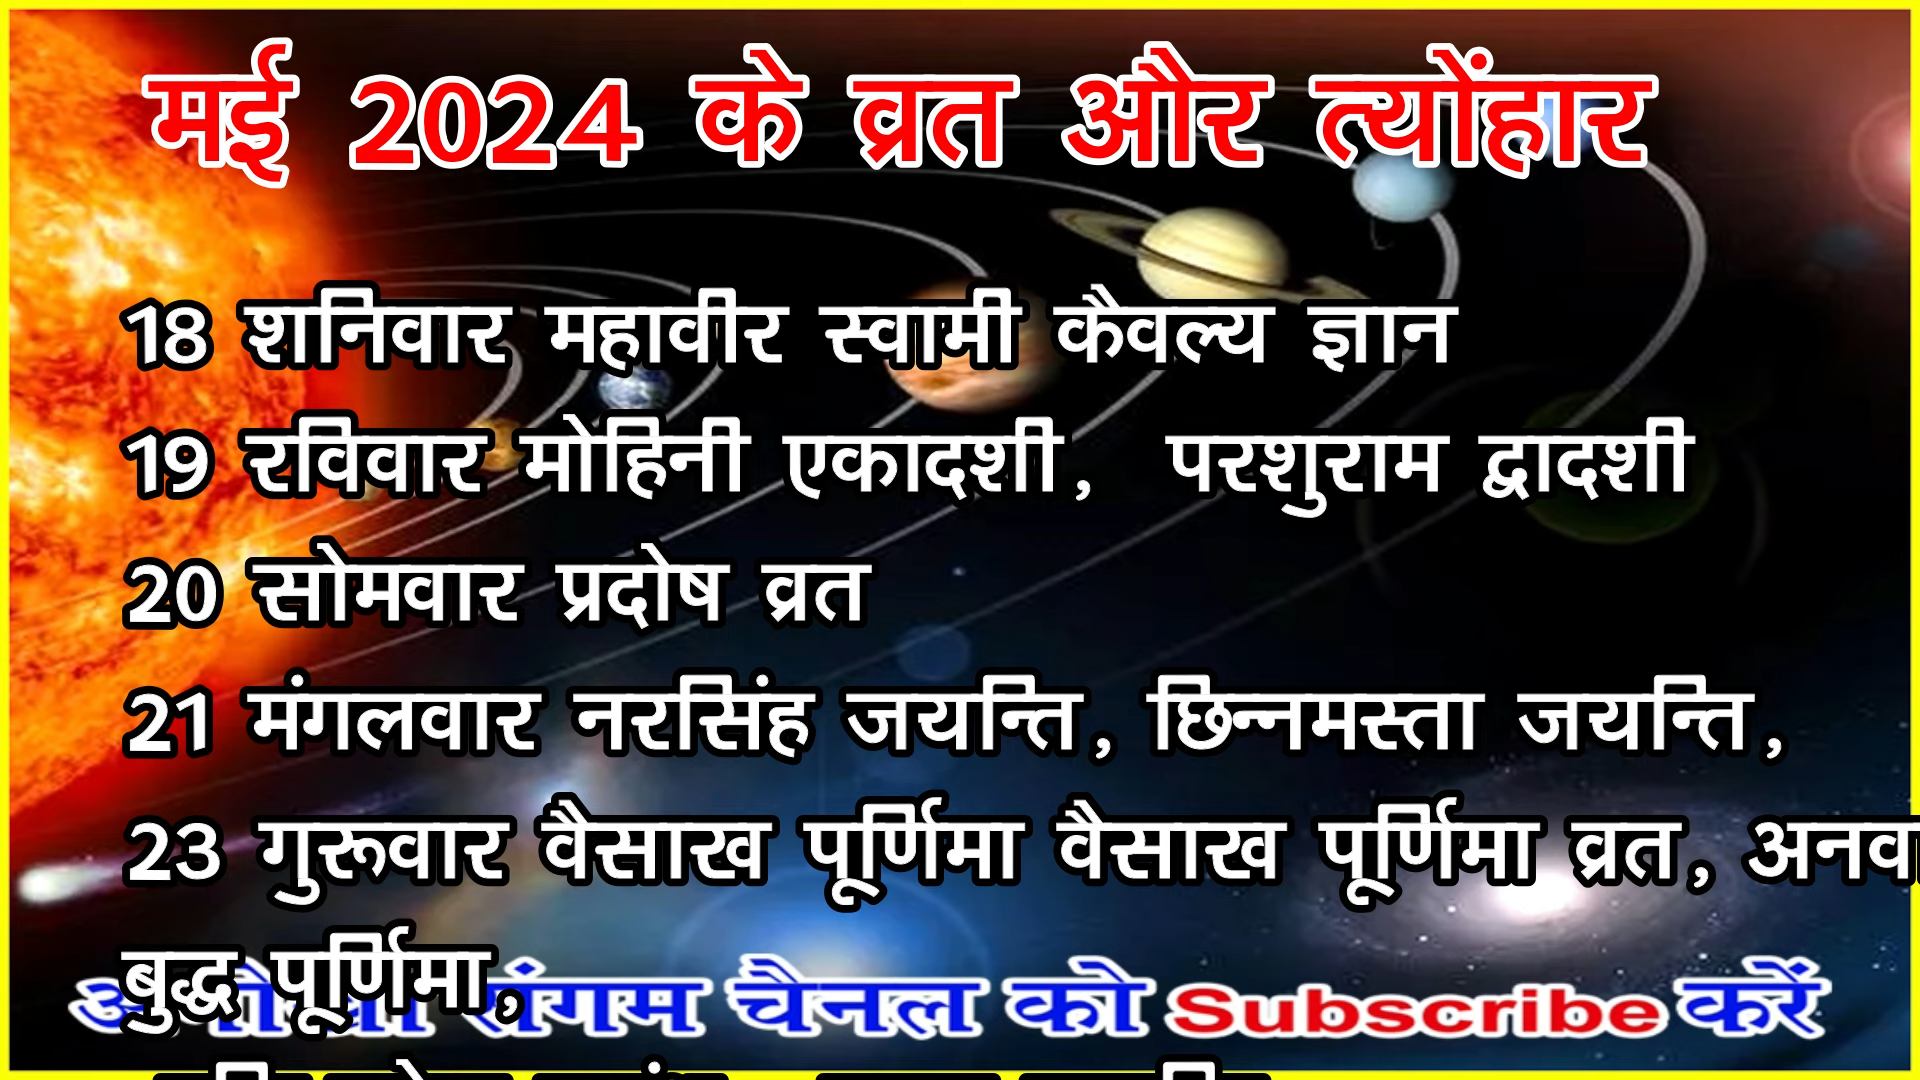 मई 2024 के व्रत और त्योंहार
18 शनिवार महावीर स्वामी कैवल्य ज्ञान
19 रविवार मोहिनी एकादशी, परशुराम द्वादशी
20 सोमवार प्रदोष व्रत
21 मंगलवार नरसिंह जयन्ति, छिन्नमस्ता जयन्ति,
23 गुरूवार वैसाख पूर्णिमा वैसाख पूर्णिमा व्रत,
बुद्ध पूर्णिमा,
संगम चैनल को Subscribe करें